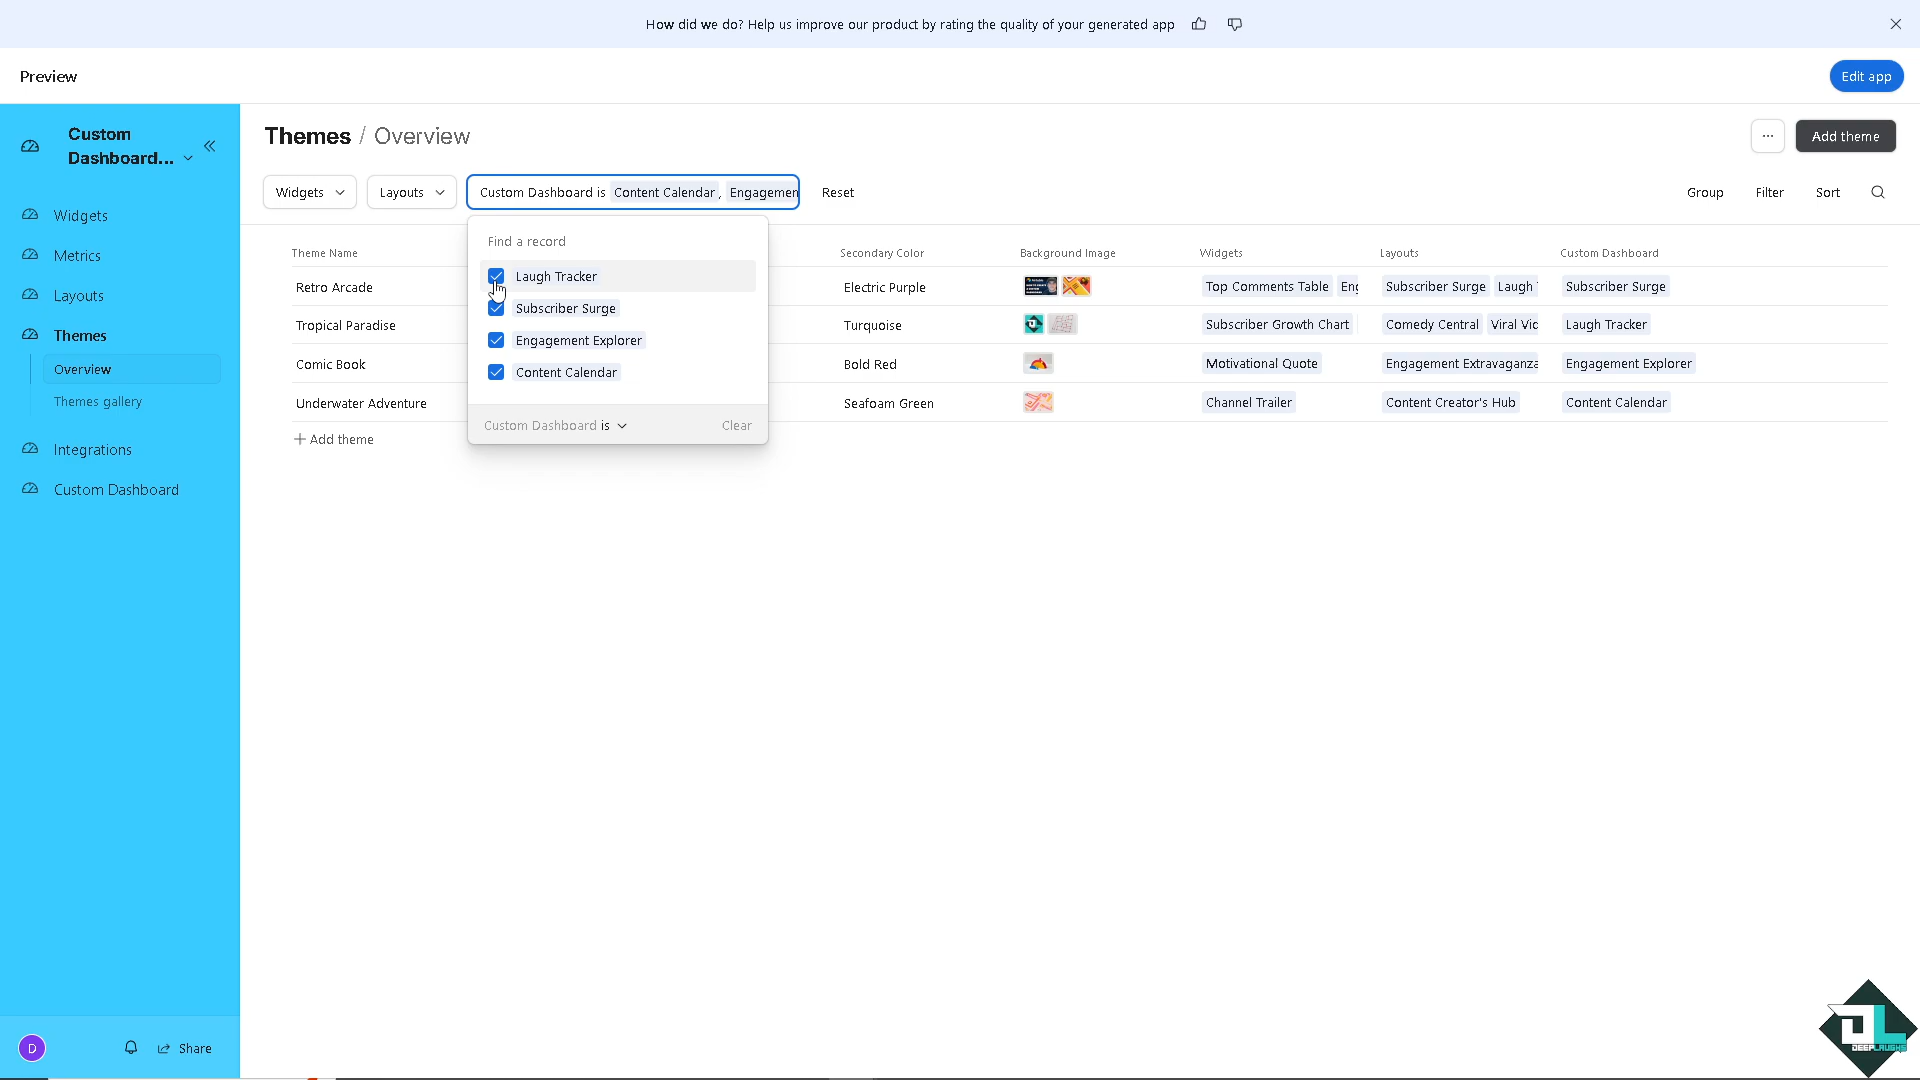 How did we do? Help us improve our product by rating the quality of your generated app
Preview
Edit app
Custom Dashboard...
Themes / Overview
Add theme
Widgets
Layouts
Custom Dashboard is Content Calendar, Engagemen
Reset
Group
Filter
Sort
Widgets
Metrics
Layouts
Themes
Overview
Themes gallery
Integrations
Custom Dashboard
Find a record
Laugh Tracker
Subscriber Surge
Engagement Explorer
Content Calendar
Custom Dashboard is
Clear
Theme Name Secondary Color Background Image Widgets Layouts Custom Dashboard
Retro Arcade Electric Purple Top Comments Table Eng Subscriber Surge Laugh Subscriber Surge
Tropical Paradise Turquoise Subscriber Growth Chart Comedy Central Viral Vid Laugh Tracker
Comic Book Bold Red Motivational Quote Engagement Extravaganza Engagement Explorer
Underwater Adventure Seafoam Green Channel Trailer Content Creator's Hub Content Calendar
Add theme
D
Share
DEEPLAUGHS